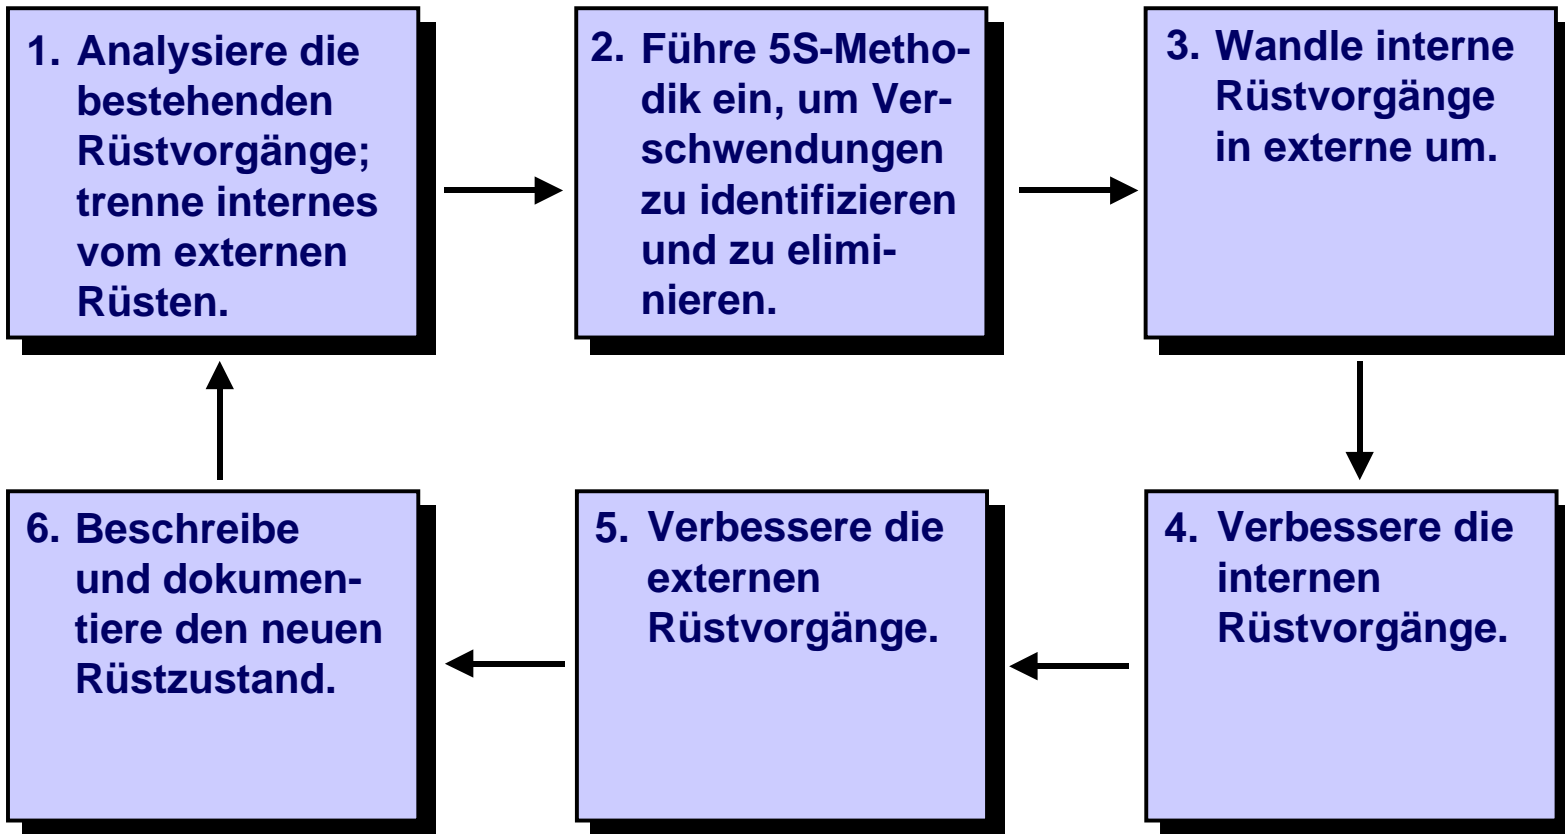 1. Analysiere die
bestehenden
Rüstvorgänge;
trenne internes
vom externen
Rüsten.
2. Führe 5S-Metho-
dik ein, um Ver-
schwendungen
zu identifizieren
und zu elimi-
nieren.
3. Wandle interne
Rüstvorgänge
in externe um.
4. Verbessere die
internen
Rüstvorgänge.
5. Verbessere die
externen
Rüstvorgänge.
6. Beschreibe
und dokumen-
tiere den neuen
Rüstzustand.